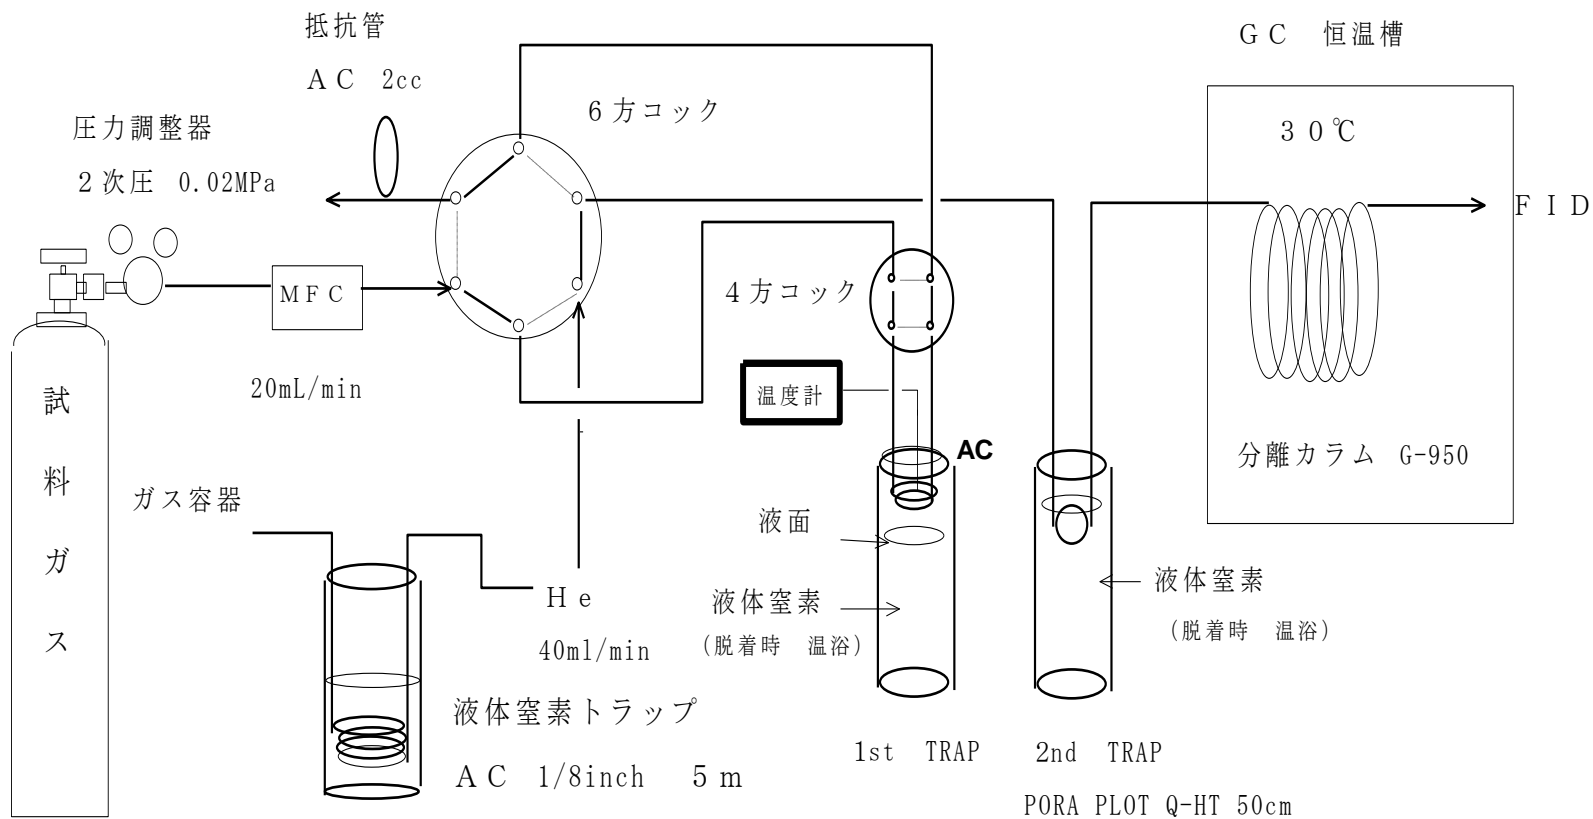 抵抗管
ＡＣ 2cc
６方コック
圧力調整器
２次圧 0.02MPa
ＭＦＣ
20mL/min
試料ガス
ガス容器
Ｈｅ
40ml/min
液体窒素トラップ
ＡＣ 1/8inch ５ｍ
４方コック
温度計
AC
液面
液体窒素
(脱着時 温浴)
1st TRAP
2nd TRAP
PORA PLOT Q-HT 50cm
液体窒素
(脱着時 温浴)
ＧＣ 恒温槽
３０℃
ＦＩＤ
分離カラム G-950